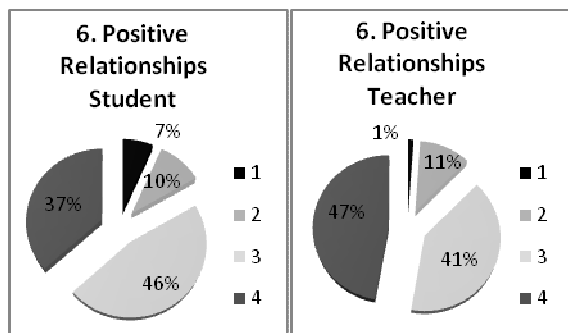 6. Positive
Relationships
Student
7%
10%
37%
46%
1
2
3
4
6. Positive
Relationships
Teacher
1%
11%
47%
41%
1
2
3
4